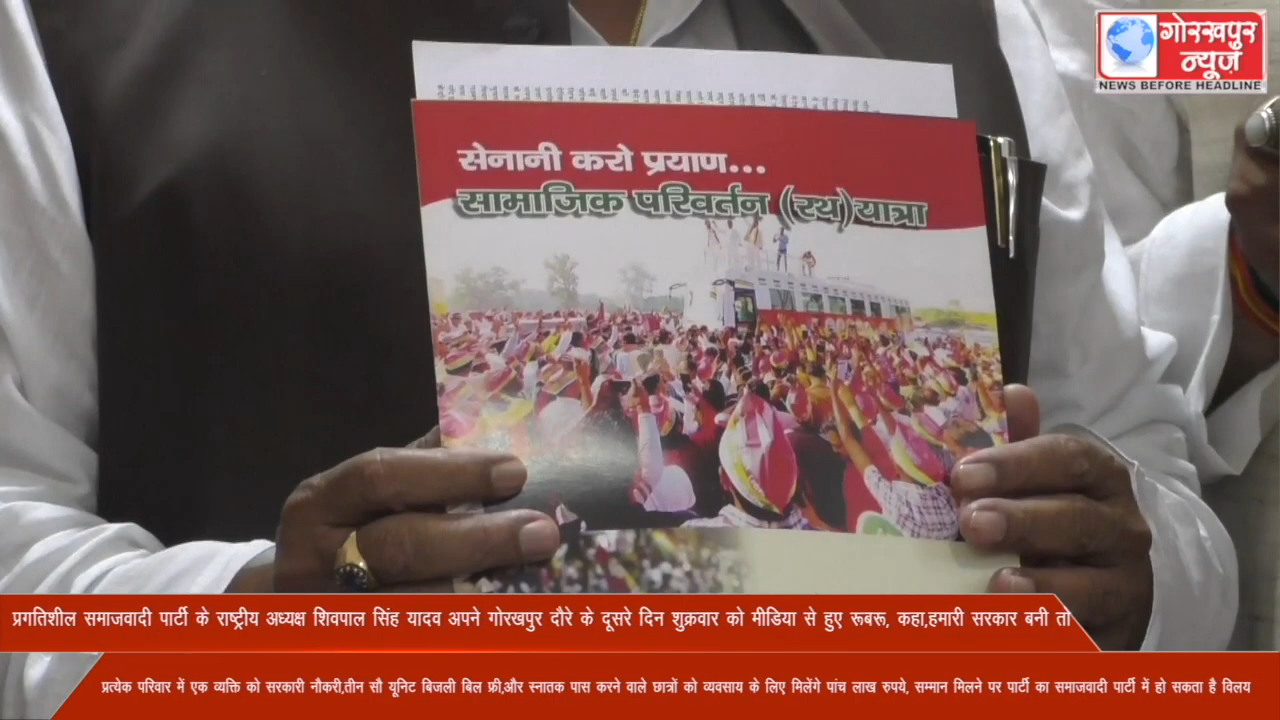 गोरखपुर
न्यूज़
NEWS BEFORE HEADLINE
सेनानी करो प्रयाण...
सामाजिक परिवर्तन (रथ)यात्रा
प्रगतिशील समाजवादी पार्टी के राष्ट्रीय अध्यक्ष शिवपाल सिंह यादव अपने गोरखपुर दौरे के दूसरे दिन शुक्रवार को मीडिया से हुए रूबरू, कहा,हमारी सरकार बनी तो
प्रत्येक परिवार में एक व्यक्ति को सरकारी नौकरी,तीन सौ यूनिट बिजली बिल फ्री,और स्नातक पास करने वाले छात्रों को व्यवसाय के लिए मिलेंगे पांच लाख रुपये, सम्मान मिलने पर पार्टी का समाजवादी पार्टी में हो सकता है विलय